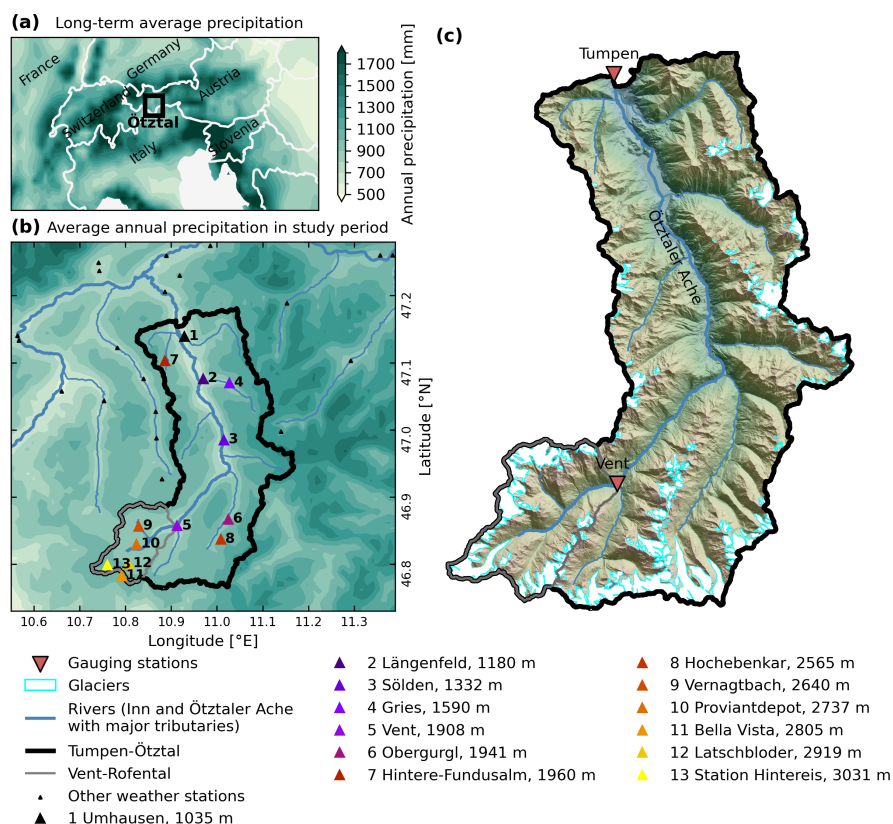 (a) Long-term average precipitation
France
Germany
Switzerland
Austria
Ötztal
Italy
Slovenia
1700
1500
1300
1100
900
700
500
Annual precipitation [mm]
(b) Average annual precipitation in study period
1
7
2
4
3
6
5
8
9
10
12
13
11
47.2
47.1
47.0
46.9
46.8
Latitude [°N]
10.6 10.7 10.8 10.9 11.0 11.1 11.2 11.3
Longitude [°E]
(c)
Tumpen
Ötztaler Ache
Vent
Gauging stations
Glaciers
Rivers (Inn and Ötztaler Ache
with major tributaries)
Tumpen-Ötztal
Vent-Rofental
Other weather stations
1 Umhausen, 1035 m
2 Längenfeld, 1180 m
3 Sölden, 1332 m
4 Gries, 1590 m
5 Vent, 1908 m
6 Obergurgl, 1941 m
7 Hintere-Fundusalm, 1960 m
8 Hochebenkar, 2565 m
9 Vernagtbach, 2640 m
10 Proviantdepot, 2737 m
11 Bella Vista, 2805 m
12 Latschbloder, 2919 m
13 Station Hintereis, 3031 m